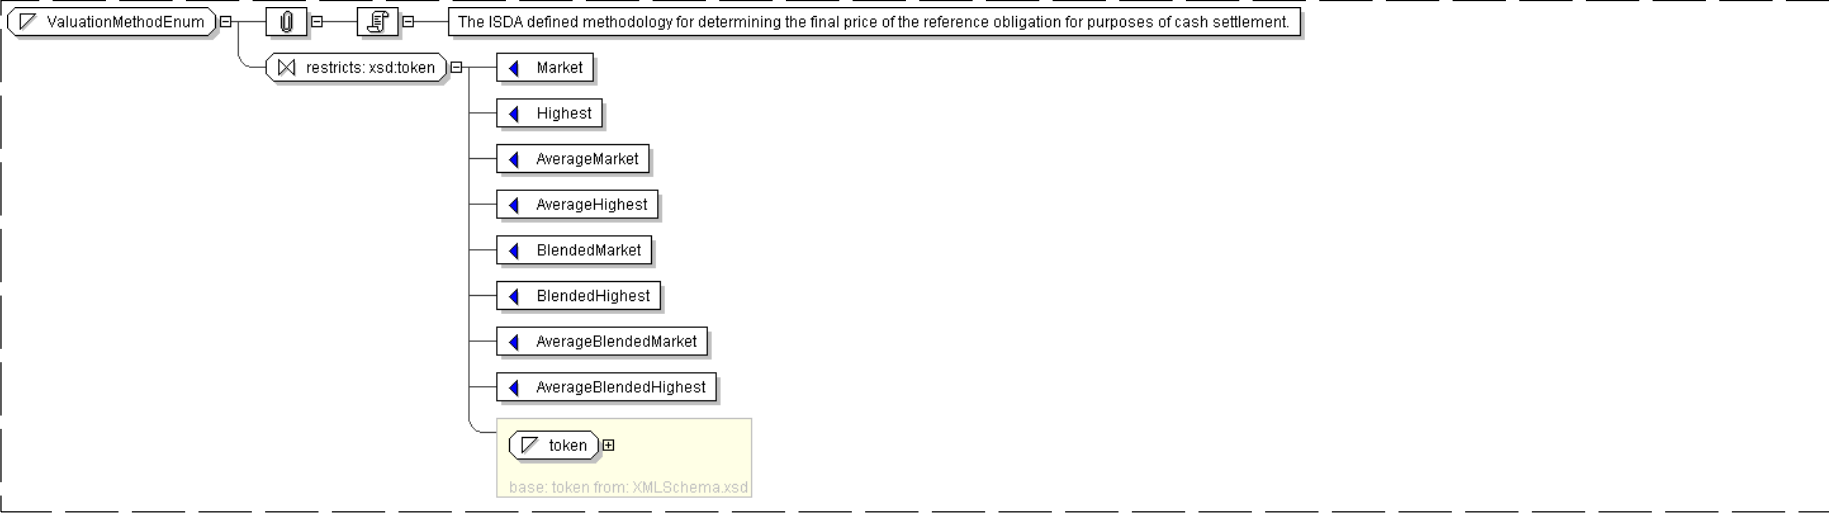 ValuationMethodEnum
The ISDA defined methodology for determining the final price of the reference obligation for purposes of cash settlement.
restricts: xsd:token
Market
Highest
AverageMarket
AverageHighest
BlendedMarket
BlendedHighest
AverageBlendedMarket
AverageBlendedHighest
token
base: token from: XMLSchema.xsd